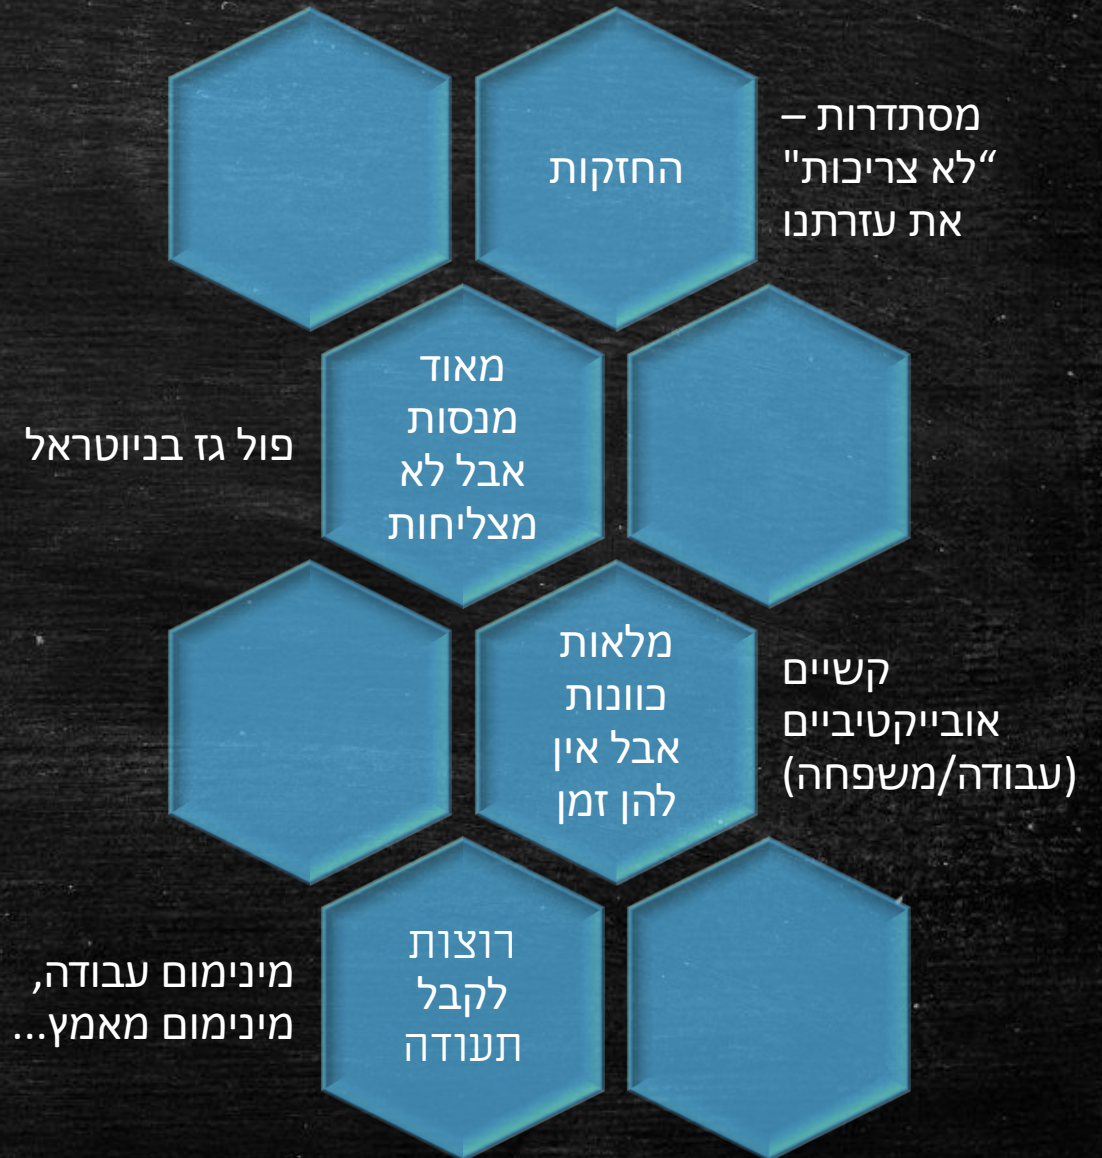 החזקות
מסתדרות –
“לא צריכות"
את עזרתנו
מאוד
מנסות
אבל לא
מצליחות
פול גז בניוטראל
מלאות
כוונות
אבל אין
להן זמן
קשיים
אובייקטיביים
(עבודה/משפחה)
רוצות
לקבל
תעודה
מינימום עבודה,
מינימום מאמץ...